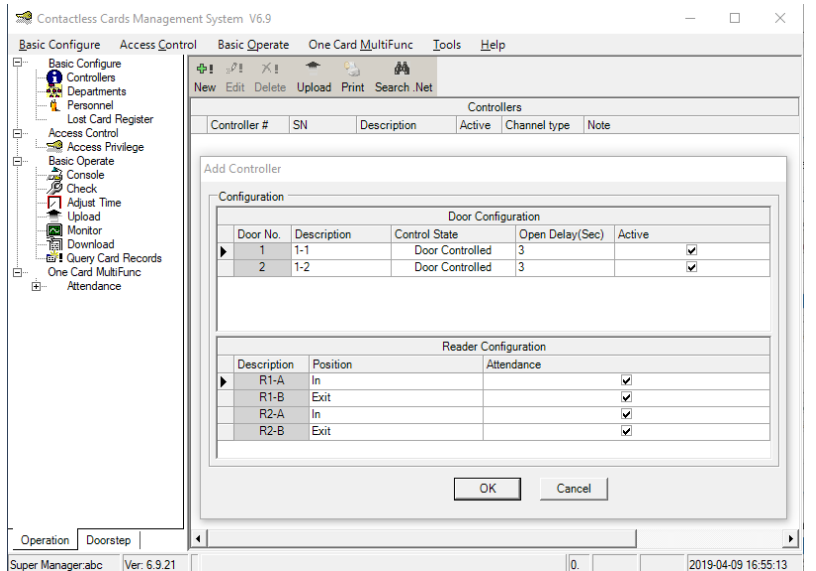 Contactless Cards Management System V6.9
Basic Configure Access Control Basic Operate One Card MultiFunc Tools Help
Basic Configure
Controllers
Departments
Personnel
Lost Card Register
Access Control
Access Privilege
Basic Operate
Console
Check
Adjust Time
Upload
Monitor
Download
Query Card Records
One Card MultiFunc
Attendance
New Edit Delete Upload Print Search .Net
Controllers
Controller # SN Description Active Channel type Note
Add Controller
Configuration
Door Configuration
Door No. Description Control State Open Delay(Sec) Active
1 1-1 Door Controlled 3
2 1-2 Door Controlled 3
Reader Configuration
Description Position Attendance
R1-A In
R1-B Exit
R2-A In
R2-B Exit
OK Cancel
Operation Doorstep
Super Manager:abc Ver: 6.9.21 0. 2019-04-09 16:55:13